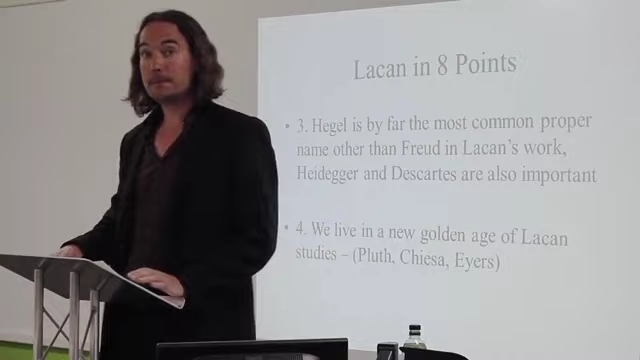 Lacan in 8 Points
• 3. Hegel is by far the most common proper
name other than Freud in Lacan's work,
Heidegger and Descartes are also important
• 4. We live in a new golden age of Lacan
studies – (Pluth, Chiesa, Eyers)